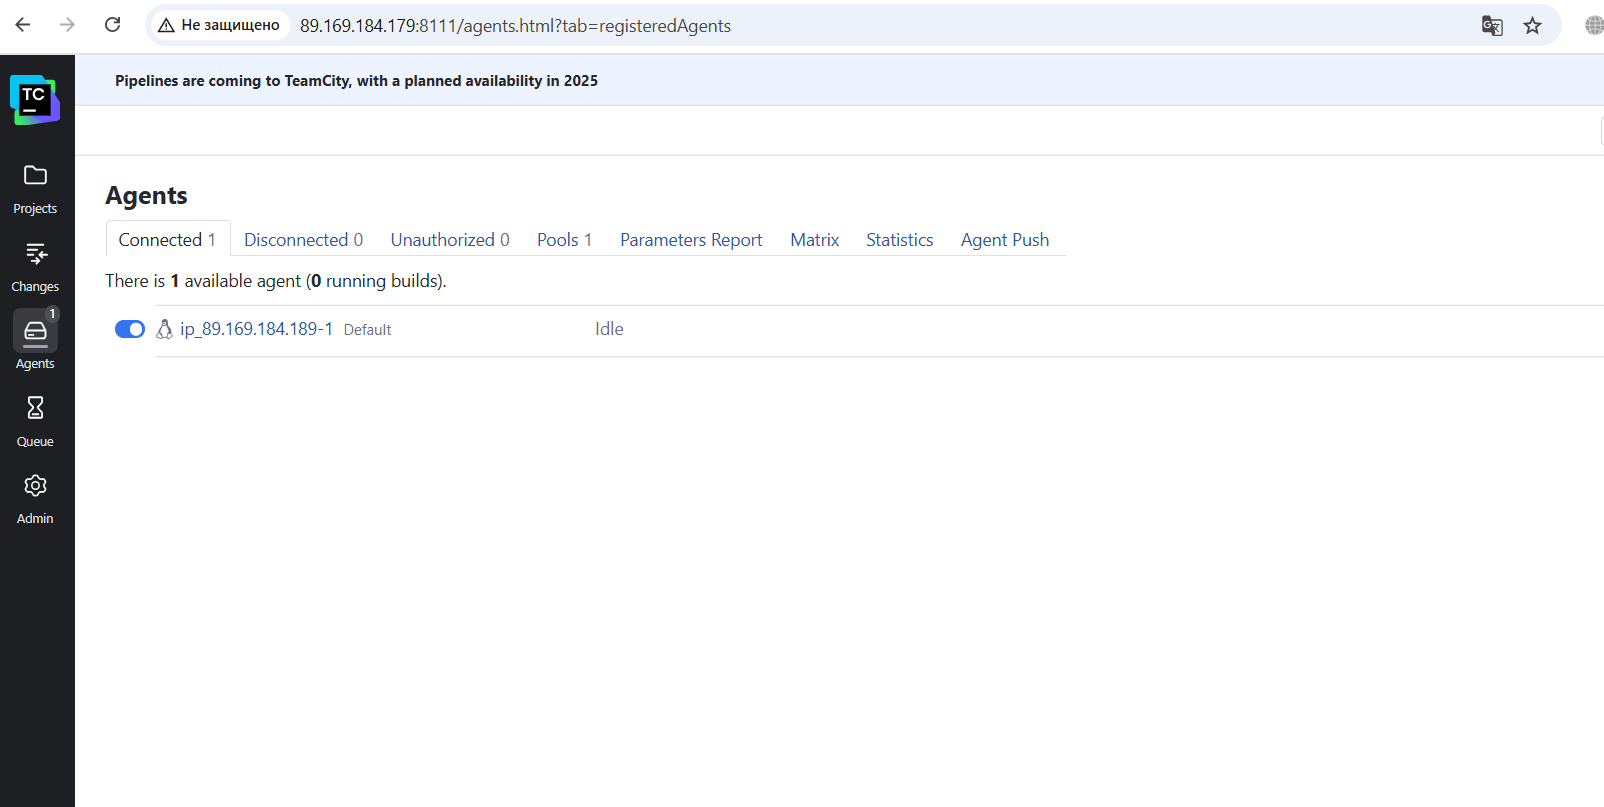 Не защищено 89.169.184.179:8111/agents.html?tab=registeredAgents
TC
Pipelines are coming to TeamCity, with a planned availability in 2025
Projects
Changes
1
Agents
Queue
Admin
Agents
Connected 1 Disconnected 0 Unauthorized 0 Pools 1 Parameters Report Matrix Statistics Agent Push
There is 1 available agent (0 running builds).
ip_89.169.184.189-1 Default Idle